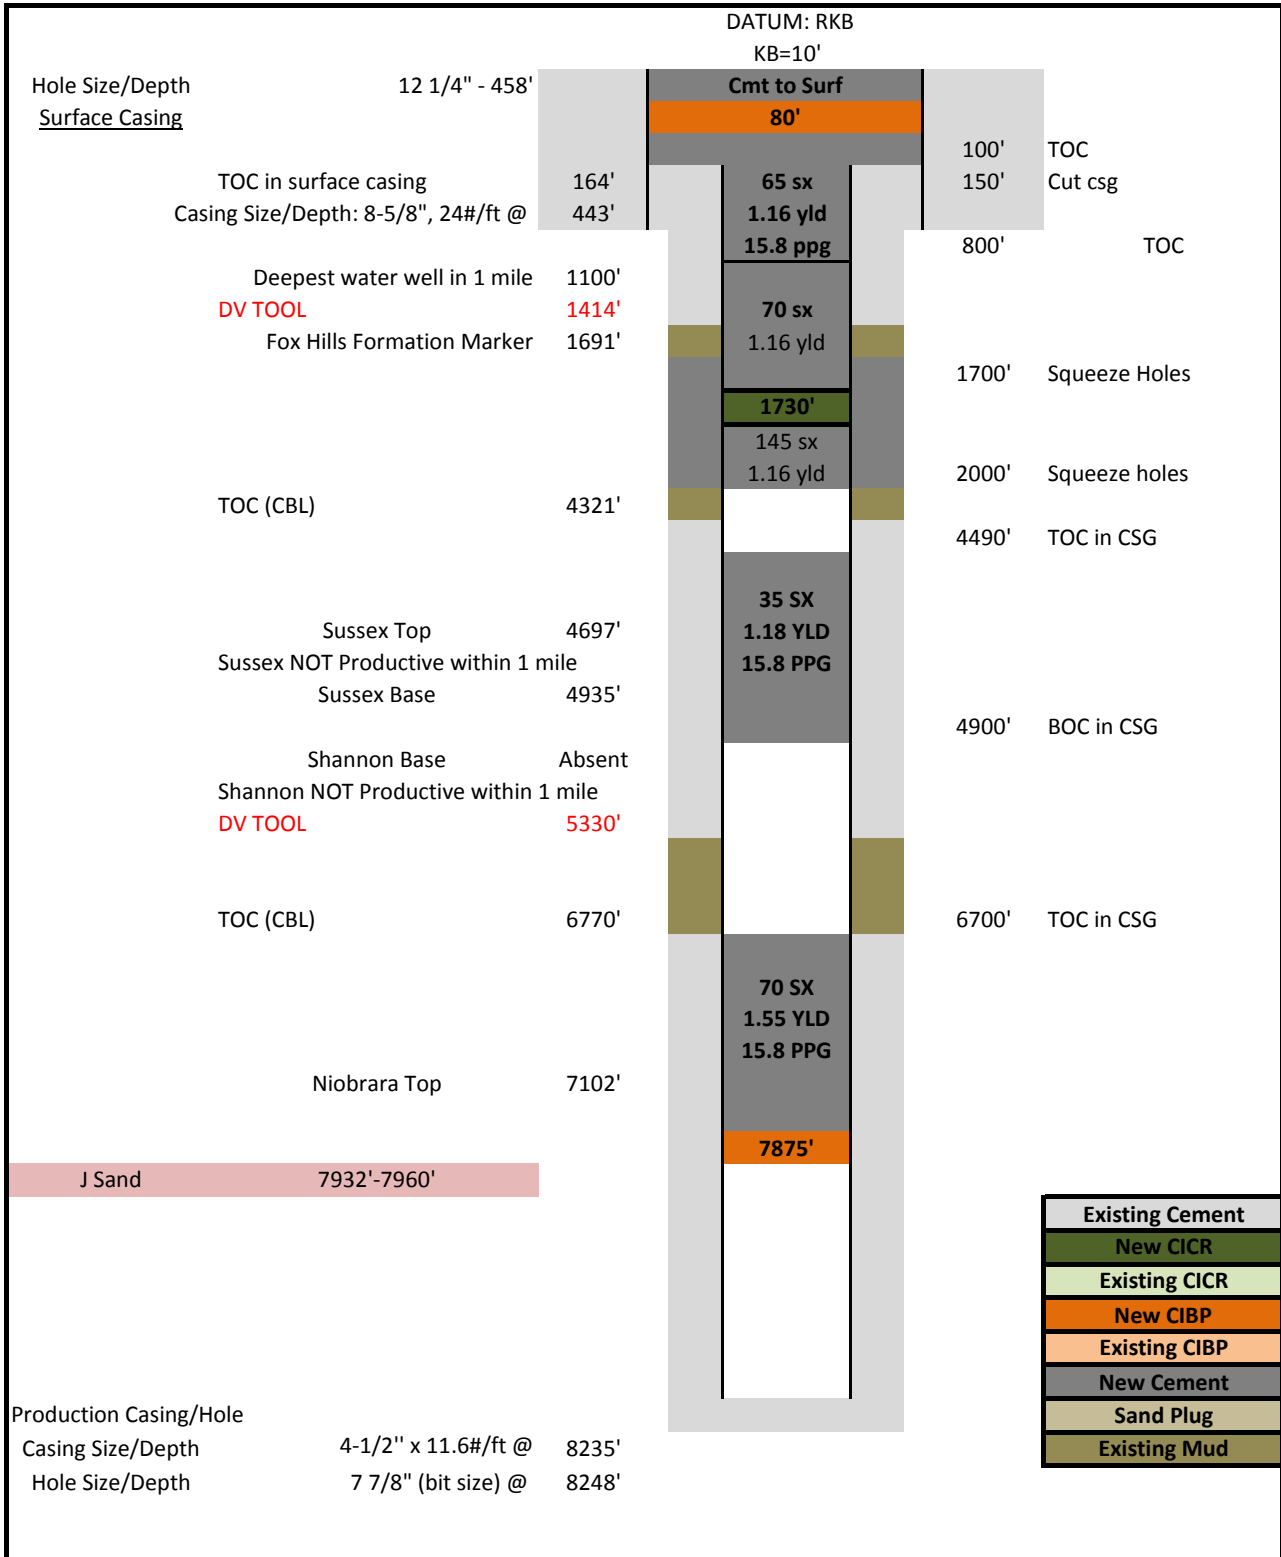 DATUM: RKB
KB=10'
Hole Size/Depth 12 1/4" - 458' Cmt to Surf
Surface Casing 80'
100' TOC
TOC in surface casing 164' 65 sx 150' Cut csg
Casing Size/Depth: 8-5/8", 24#/ft @ 443' 1.16 yld
15.8 ppg 800' TOC
Deepest water well in 1 mile 1100'
DV TOOL 1414' 70 sx
Fox Hills Formation Marker 1691' 1.16 yld
1700' Squeeze Holes
1730'
145 sx
1.16 yld 2000' Squeeze holes
TOC (CBL) 4321'
4490' TOC in CSG
35 SX
Sussex Top 4697' 1.18 YLD
Sussex NOT Productive within 1 mile 15.8 PPG
Sussex Base 4935'
4900' BOC in CSG
Shannon Base Absent
Shannon NOT Productive within 1 mile
DV TOOL 5330'
TOC (CBL) 6770' 6700' TOC in CSG
70 SX
1.55 YLD
15.8 PPG
Niobrara Top 7102'
7875'
J Sand 7932'-7960'
Existing Cement
New CICR
Existing CICR
New CIBP
Existing CIBP
New Cement
Sand Plug
Existing Mud
Production Casing/Hole
Casing Size/Depth 4-1/2'' x 11.6#/ft @ 8235'
Hole Size/Depth 7 7/8" (bit size) @ 8248'